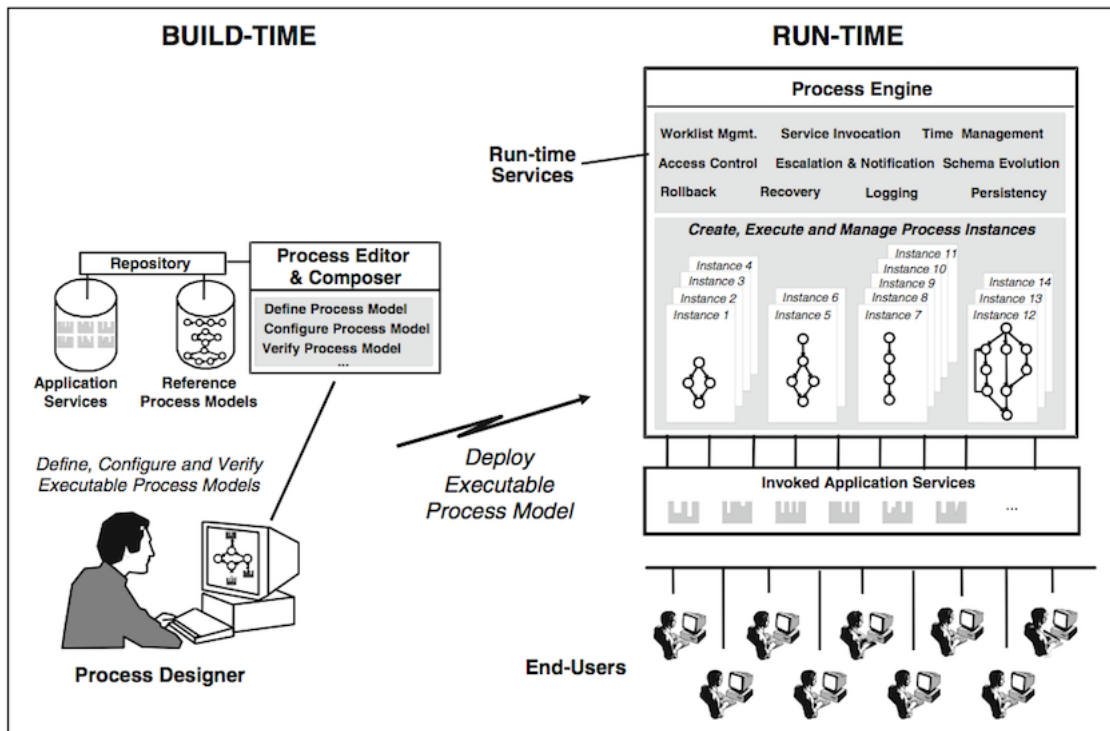 BUILD-TIME
RUN-TIME
Process Engine
Run-time
Services
Worklist Mgmt. Service Invocation Time Management
Access Control Escalation & Notification Schema Evolution
Rollback Recovery Logging Persistency
Create, Execute and Manage Process Instances
Instance 4
Instance 3
Instance 2
Instance 1
Instance 6
Instance 5
Instance 11
Instance 10
Instance 9
Instance 8
Instance 7
Instance 14
Instance 13
Instance 12
Repository
Process Editor
& Composer
Define Process Model
Configure Process Model
Verify Process Model
...
Application
Services
Reference
Process Models
Define, Configure and Verify
Executable Process Models
Deploy
Executable
Process Model
Invoked Application Services
...
Process Designer
End-Users